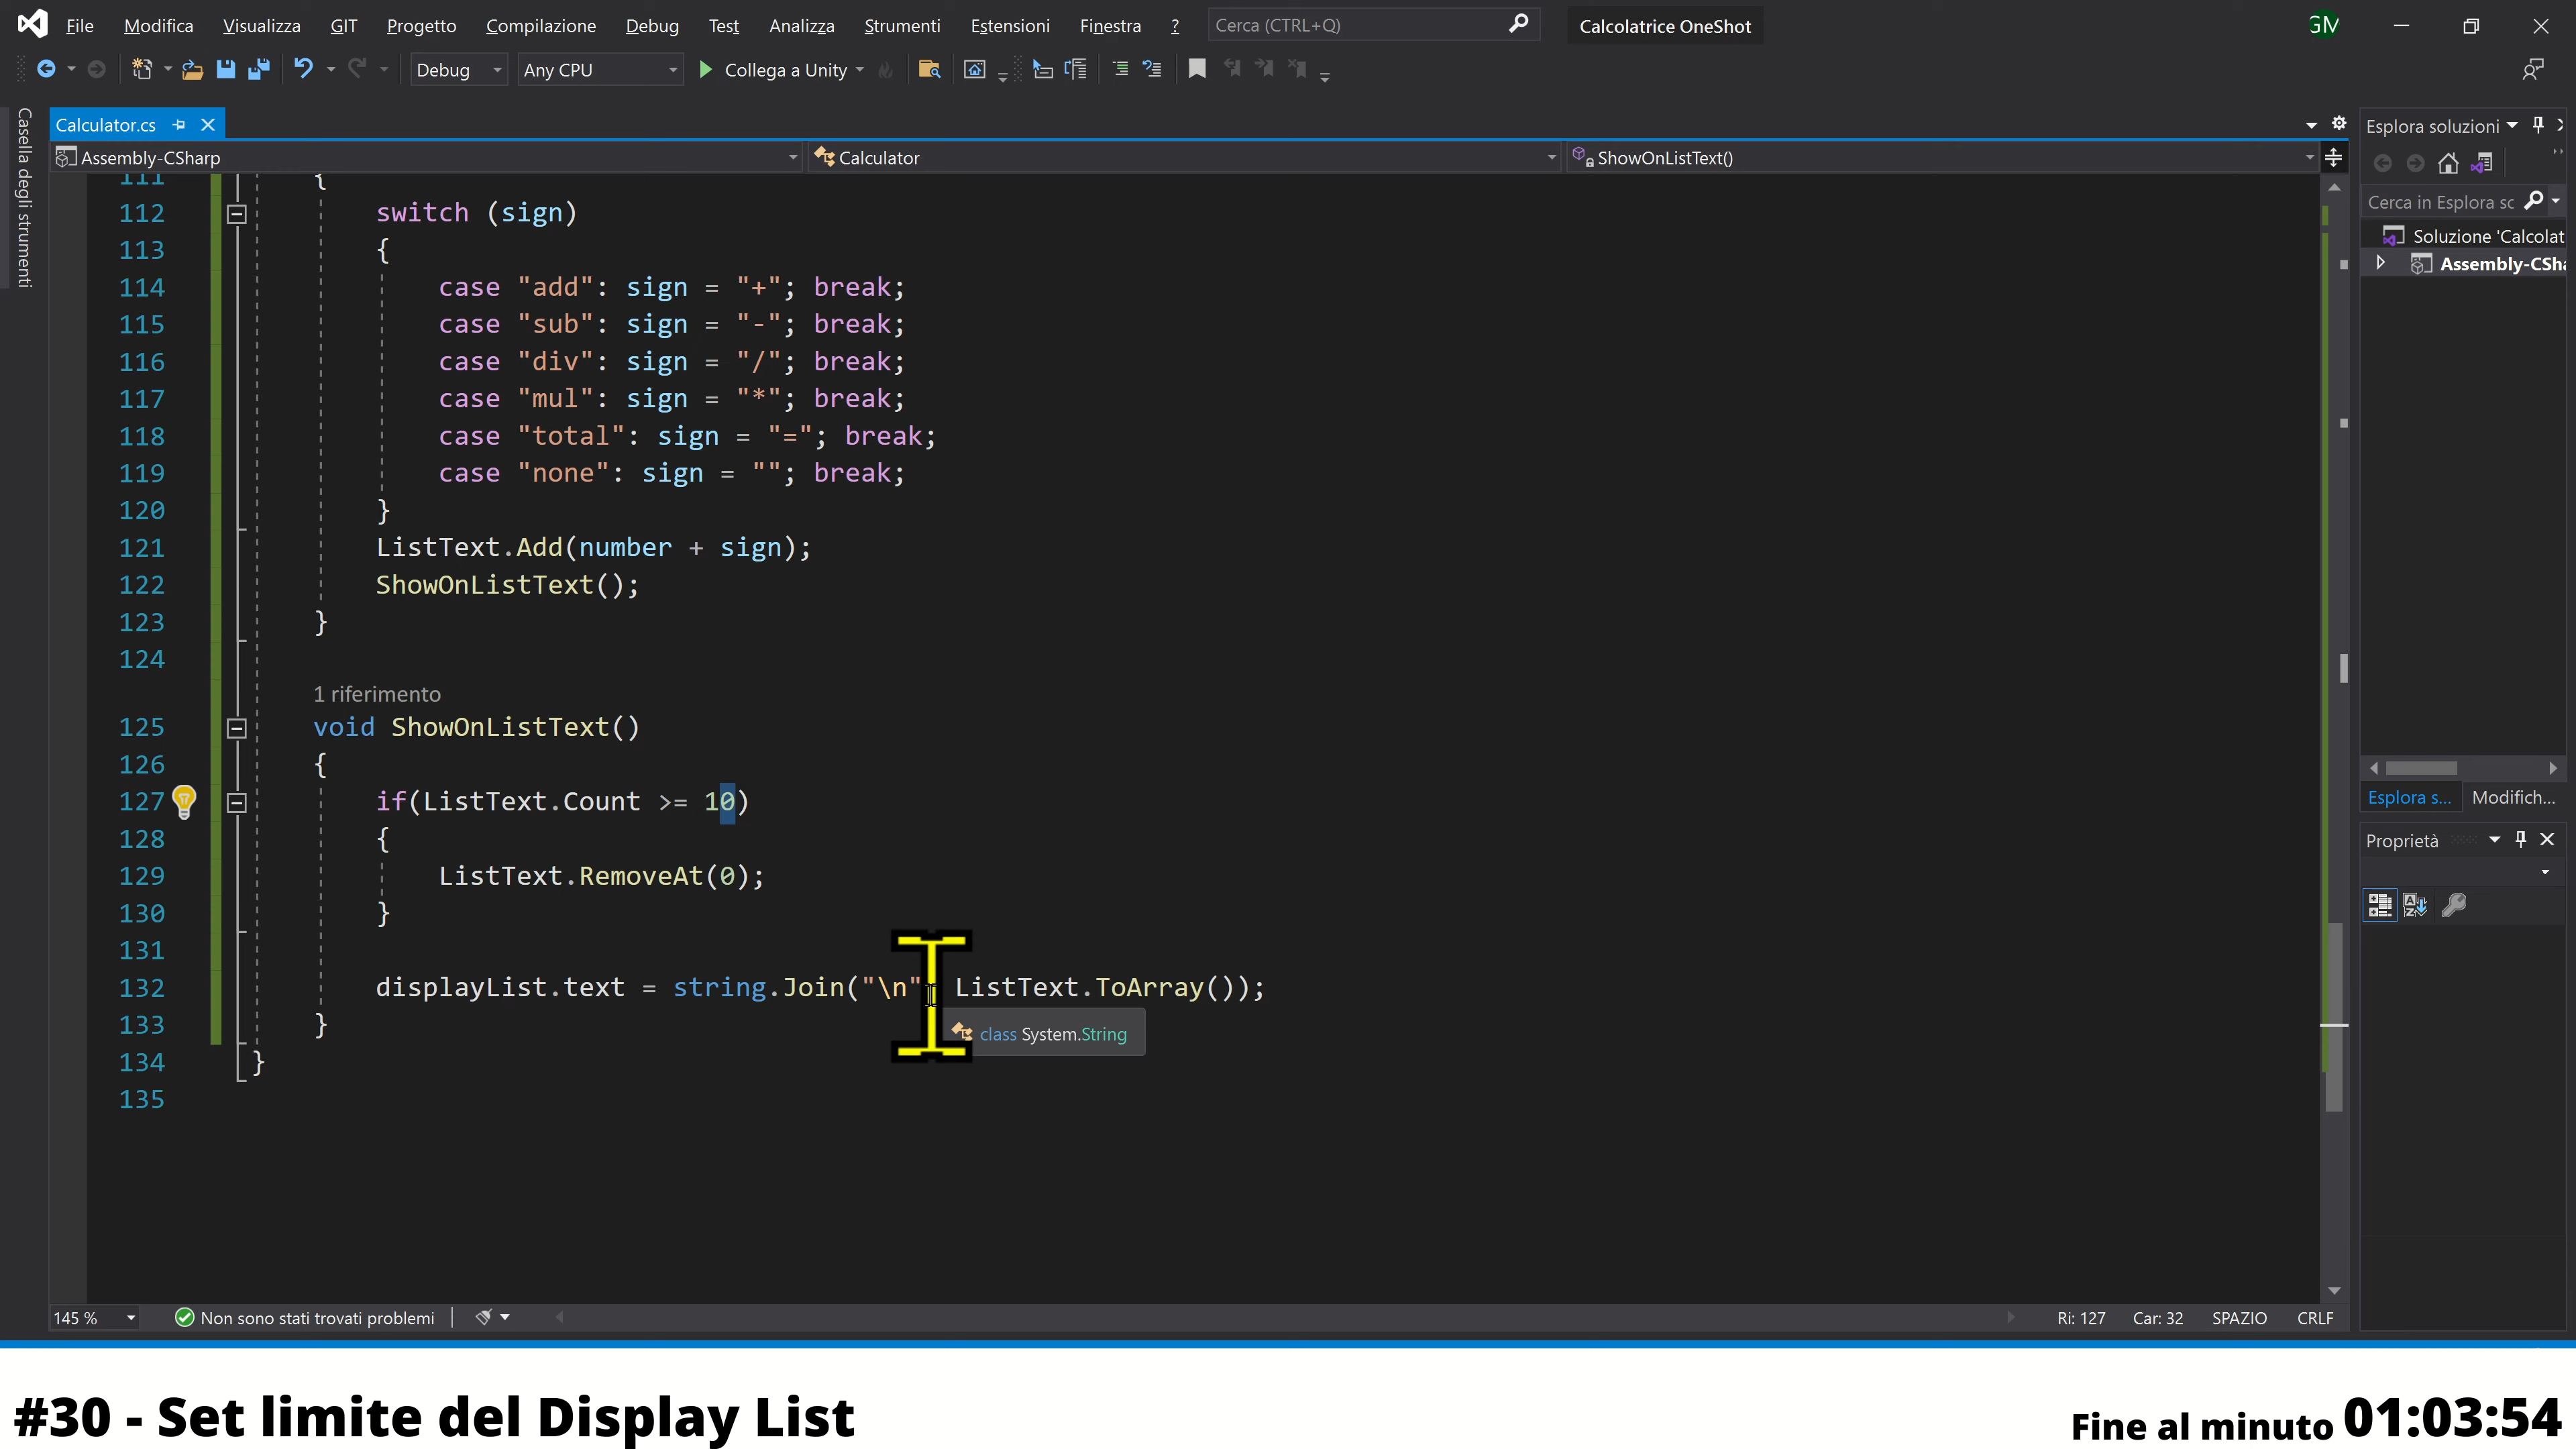 File Modifica Visualizza GIT Progetto Compilazione Debug Test Analizza Strumenti Estensioni Finestra ? Cerca (CTRL+Q) Calcolatrice OneShot GM
Debug Any CPU Collega a Unity
Casella degli strumenti
Calculator.cs
Assembly-CSharp Calculator ShowOnListText()
111 {
112 switch (sign)
113 {
114 case "add": sign = "+"; break;
115 case "sub": sign = "-"; break;
116 case "div": sign = "/"; break;
117 case "mul": sign = "*"; break;
118 case "total": sign = "="; break;
119 case "none": sign = ""; break;
120 }
121 ListText.Add(number + sign);
122 ShowOnListText();
123 }
124
1 riferimento
125 void ShowOnListText()
126 {
127 if(ListText.Count >= 10)
128 {
129 ListText.RemoveAt(0);
130 }
131
132 displayList.text = string.Join("\n" ListText.ToArray());
class System.String
133 }
134 }
135
145 % Non sono stati trovati problemi Ri: 127 Car: 32 SPAZIO CRLF
Esplora soluzioni
Cerca in Esplora sc
Soluzione 'Calcolat
Assembly-CSha
Esplora s... Modific...
Proprietà
#30 - Set limite del Display List
Fine al minuto 01:03:54